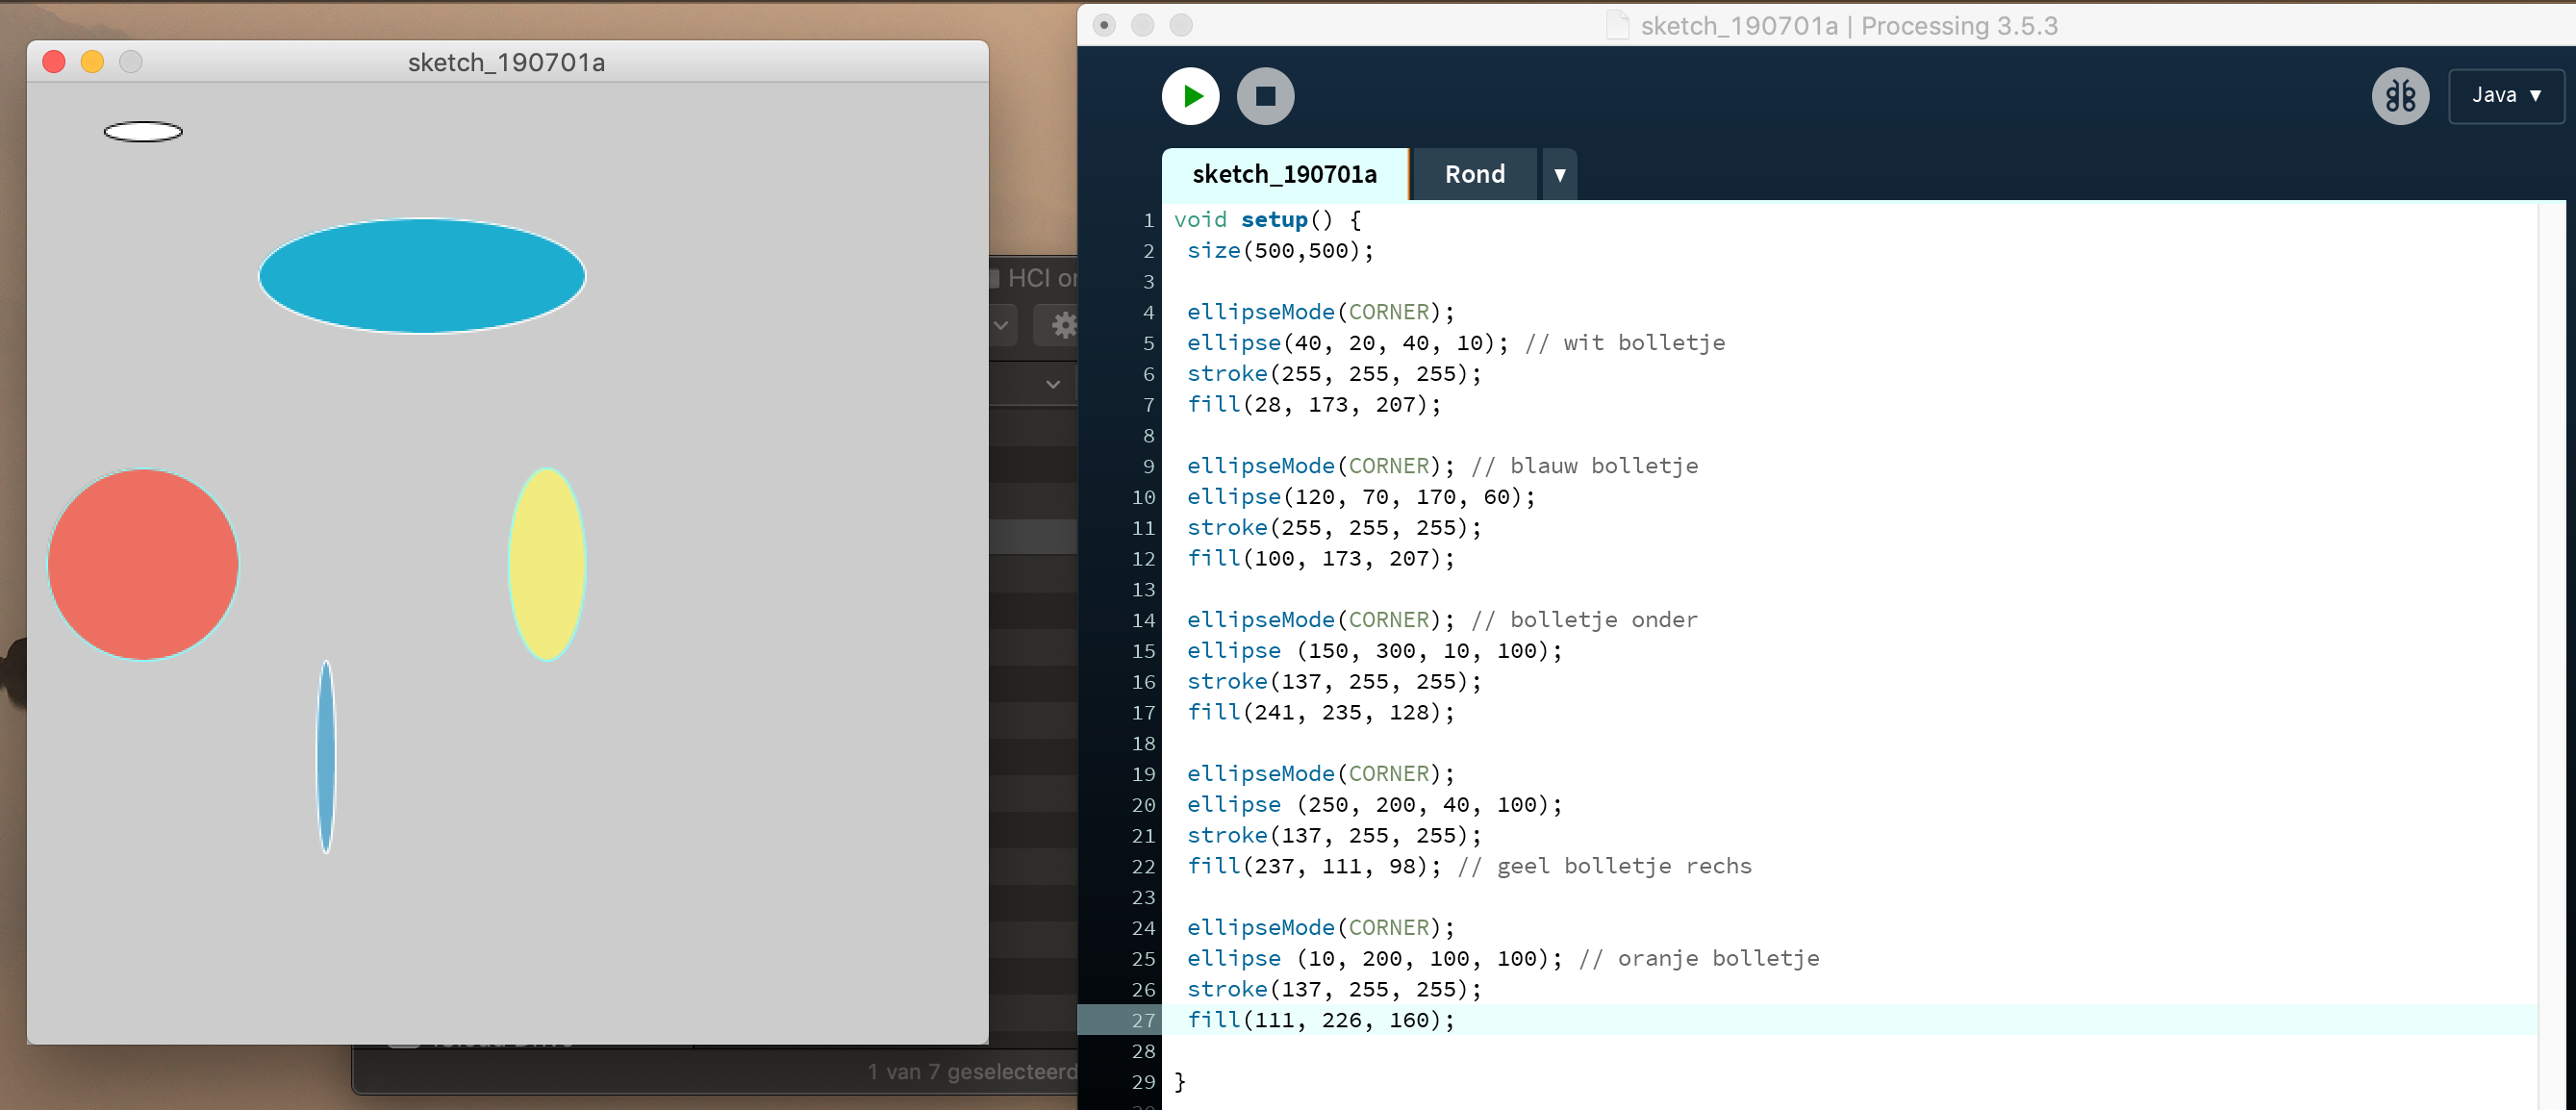 sketch_190701a
HCI
1 van 7 geselecteerd
sketch_190701a | Processing 3.5.3
Java ▼
sketch_190701a
Rond
▼
1 void setup() {
2 size(500,500);
3
4 ellipseMode(CORNER);
5 ellipse(40, 20, 40, 10); // wit bolletje
6 stroke(255, 255, 255);
7 fill(28, 173, 207);
8
9 ellipseMode(CORNER); // blauw bolletje
10 ellipse(120, 70, 170, 60);
11 stroke(255, 255, 255);
12 fill(100, 173, 207);
13
14 ellipseMode(CORNER); // bolletje onder
15 ellipse (150, 300, 10, 100);
16 stroke(137, 255, 255);
17 fill(241, 235, 128);
18
19 ellipseMode(CORNER);
20 ellipse (250, 200, 40, 100);
21 stroke(137, 255, 255);
22 fill(237, 111, 98); // geel bolletje rechs
23
24 ellipseMode(CORNER);
25 ellipse (10, 200, 100, 100); // oranje bolletje
26 stroke(137, 255, 255);
27 fill(111, 226, 160);
28
29 }